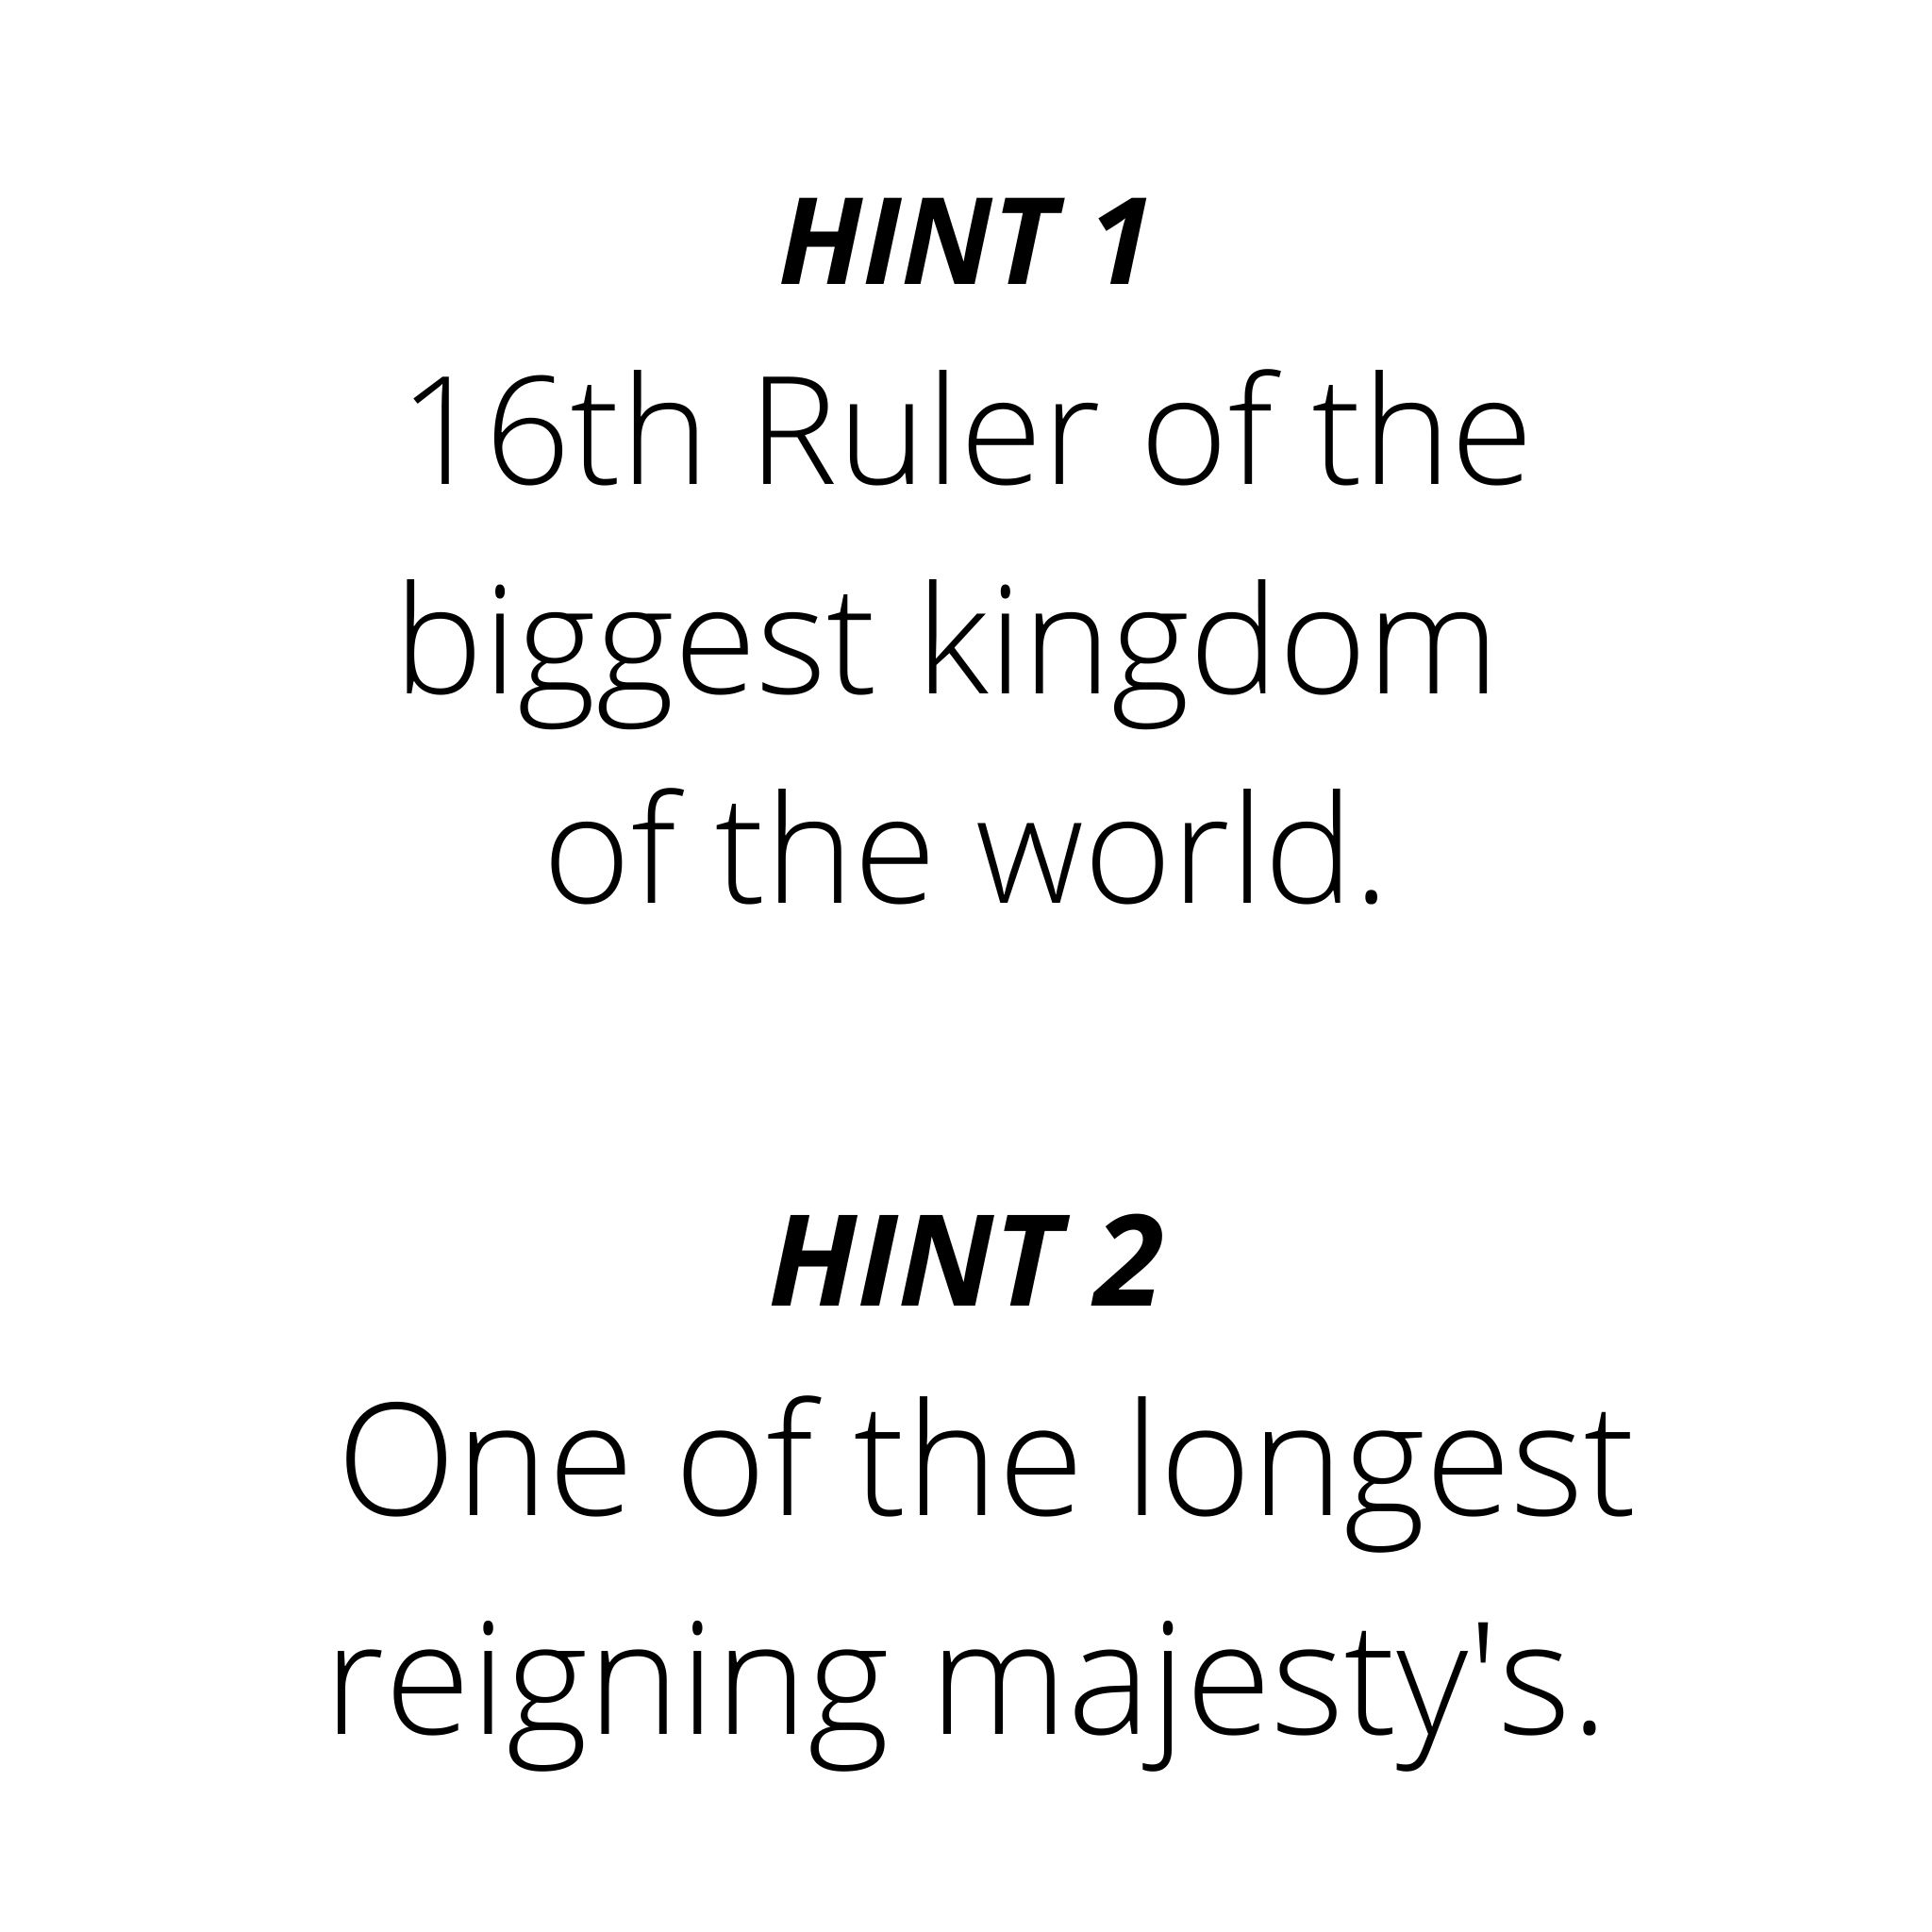 HINT 1
16th Ruler of the
biggest kingdom
of the world.
HINT 2
One of the longest
reigning majesty's.